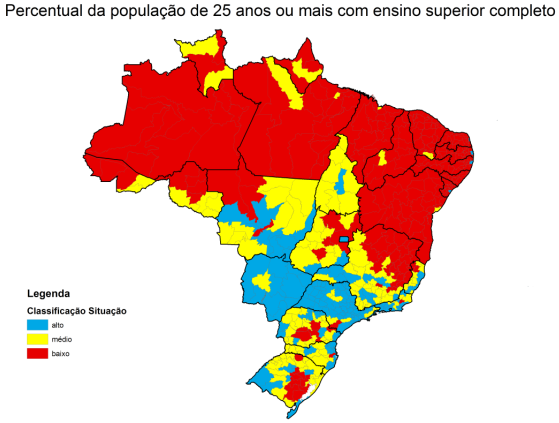 Percentual da população de 25 anos ou mais com ensino superior completo
Legenda
Classificação Situação
alto
médio
baixo